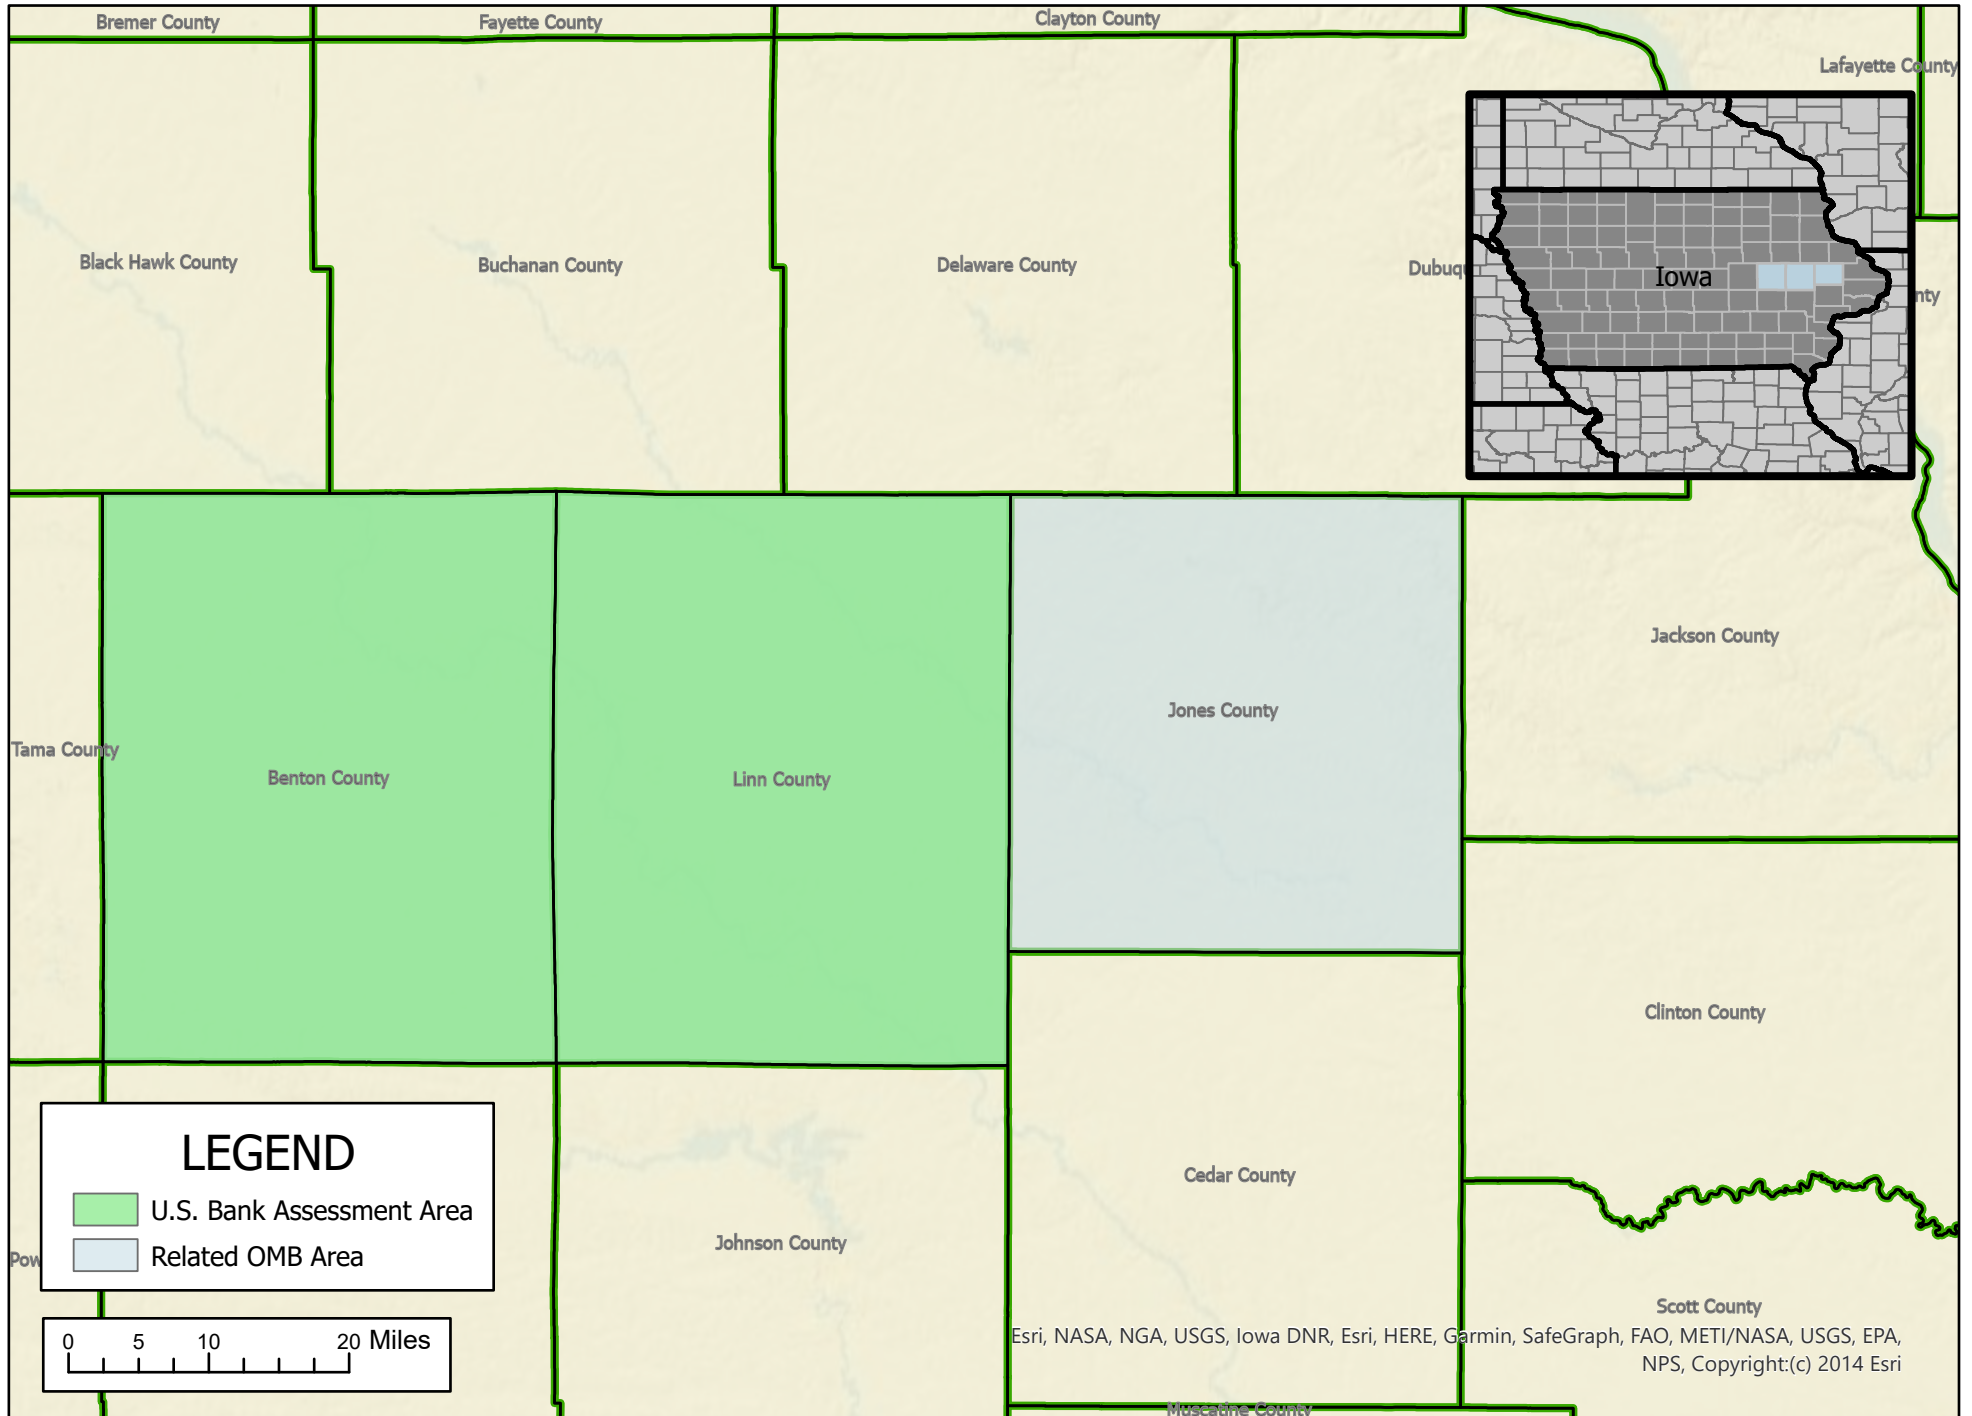 Bremer County
Fayette County
Clayton County
Lafayette County
Black Hawk County
Buchanan County
Delaware County
Dubuqu
Iowa
nty
Jackson County
Jones County
Tama County
Benton County
Linn County
Clinton County
LEGEND
U.S. Bank Assessment Area
Related OMB Area
Pow
Johnson County
Cedar County
Scott County
0 5 10 20 Miles
Esri, NASA, NGA, USGS, Iowa DNR, Esri, HERE, Garmin, SafeGraph, FAO, METI/NASA, USGS, EPA,
NPS, Copyright:(c) 2014 Esri
Muscatine County